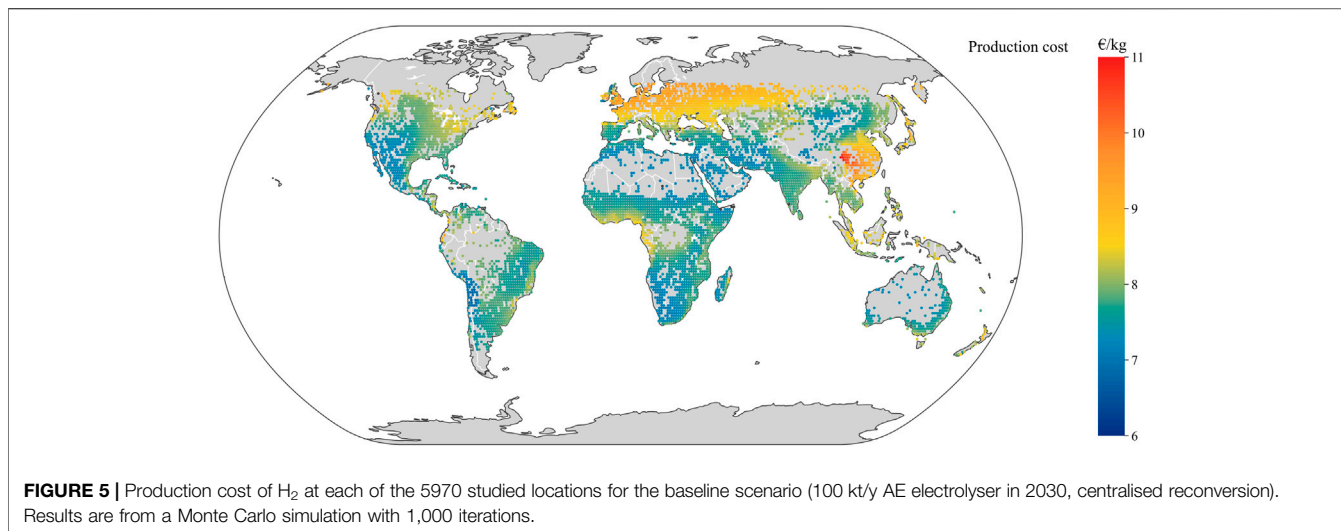 Production cost
€/kg
11
10
9
8
7
6
FIGURE 5 | Production cost of H₂ at each of the 5970 studied locations for the baseline scenario (100 kt/y AE electrolyser in 2030, centralised reconversion).
Results are from a Monte Carlo simulation with 1,000 iterations.